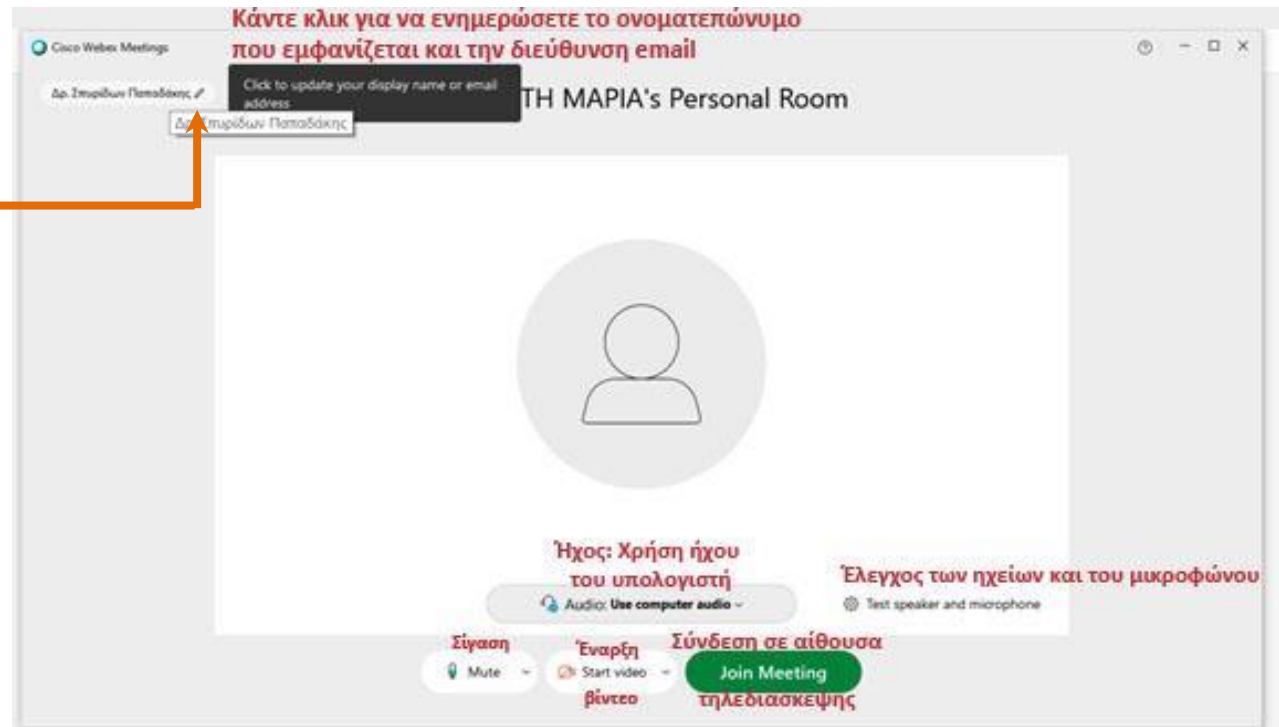 Κάντε κλικ για να ενημερώσετε το ονοματεπώνυμο
που εμφανίζεται και την διεύθυνση email
Cisco Webex Meetings
Δρ. Σπυρίδων Παπαδάκης
Click to update your display name or email
address
ΤΗ ΜΑΡΙΑ's Personal Room
Δρ. Σπυρίδων Παπαδάκης
Ήχος: Χρήση ήχου
του υπολογιστή
Έλεγχος των ηχείων και του μικροφώνου
Audio: Use computer audio
Test speaker and microphone
Σίγαση
Έναρξη
Σύνδεση σε αίθουσα
Mute
Start video
Join Meeting
βίντεο
τηλεδιασκεψης